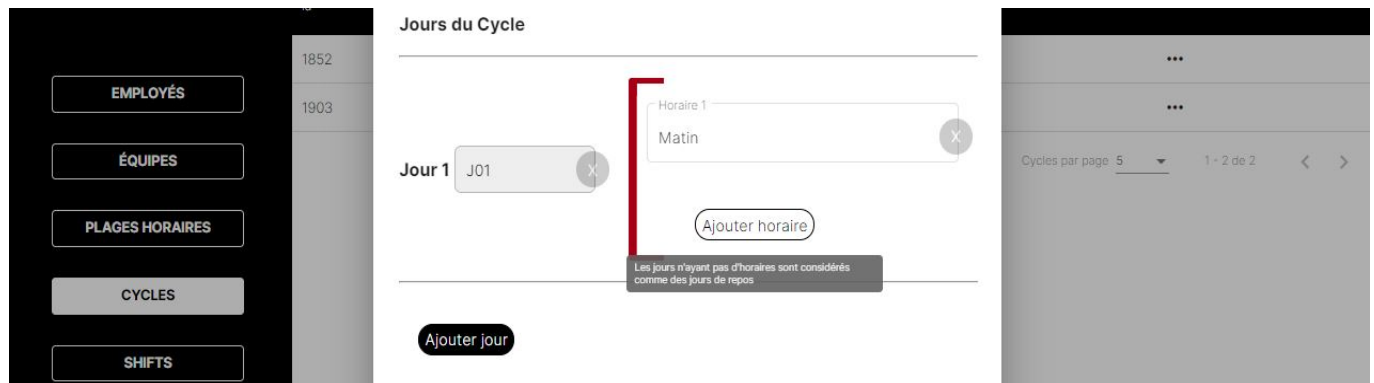 Jours du Cycle
1852
•••
EMPLOYÉS
1903
•••
Horaire 1
Matin
X
ÉQUIPES
Cycles par page 5
1 - 2 de 2
Jour 1
J01
X
PLAGES HORAIRES
Ajouter horaire
Les jours n'ayant pas d'horaires sont considérés
comme des jours de repos
CYCLES
Ajouter jour
SHIFTS